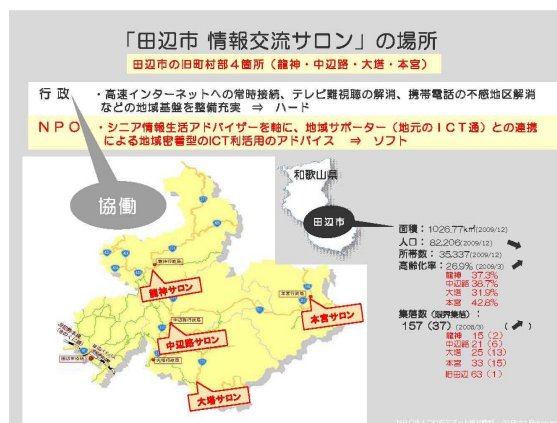 「田辺市 情報交流サロン」の場所
田辺市の旧町村部４箇所（龍神・中辺路・大塔・本宮）
行政 ・高速インターネットへの常時接続、テレビ難視聴の解消、携帯電話の不感地区解消
などの地域基盤を整備充実 ⇒ ハード
ＮＰＯ ・シニア情報生活アドバイザーを軸に、地域サポーター（地元のＩＣＴ通）との連携
による地域密着型のICT利活用のアドバイス ⇒ ソフト
協働
和歌山県
田辺市
龍神サロン
本宮サロン
中辺路サロン
大塔サロン
面積：1026.77k㎡(2009/12)
人口：82,206(2009/12)
所帯数：35,337(2009/12)
高齢化率：26.9% (2009/3)
龍神 37.3%
中辺路 38.7%
大塔 31.9%
本宮 42.8%
集落数（限界集落）：
157（37）(2008/3) （ ）
龍神 15（2）
中辺路 21（6）
大塔 25（13）
本宮 33（15）
旧田辺 63（1）